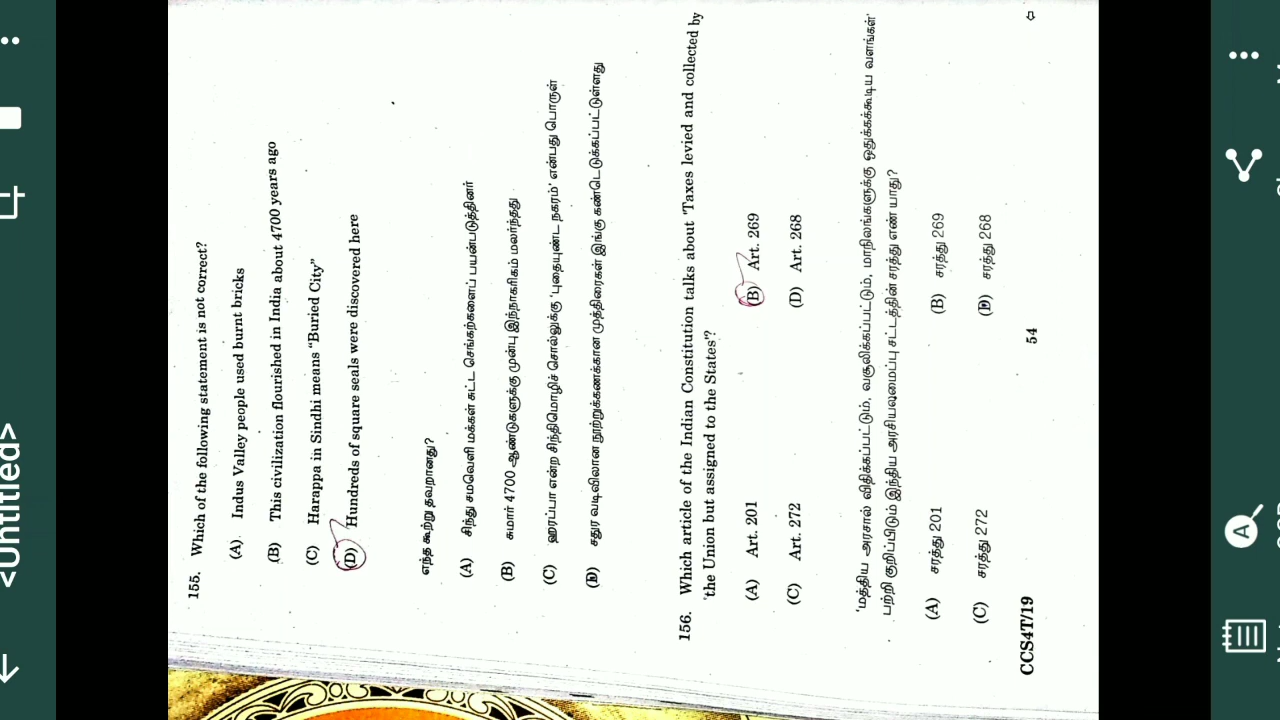 <Untitled>
155. Which of the following statement is not correct?
(A) Indus Valley people used burnt bricks
(B) This civilization flourished in India about 4700 years ago
(C) Harappa in Sindhi means “Buried City”
(D) Hundreds of square seals were discovered here
எந்த கூற்று தவறானது?
(A) சிந்து சமவெளி மக்கள் சுட்ட செங்கற்களைப் பயன்படுத்தினர்
(B) சுமார் 4700 ஆண்டுகளுக்கு முன்பு இந்நாகரிகம் மலர்ந்தது
(C) ஹரப்பா என்ற சிந்திமொழிச் சொல்லுக்கு ‘புதையுண்ட நகரம்’ என்பது பொருள்
(D) சதுர வடிவிலான நூற்றுக்கணக்கான முத்திரைகள் இங்கு கண்டெடுக்கப்பட்டுள்ளது
156. Which article of the Indian Constitution talks about ‘Taxes levied and collected by
‘the Union but assigned to the States’?
(A) Art. 201 (B) Art. 269
(C) Art. 272 (D) Art. 268
‘மத்திய அரசால் விதிக்கப்பட்டும், வசூலிக்கப்பட்டும், மாநிலங்களுக்கு ஒதுக்கக்கூடிய வளங்கள்’
பற்றி குறிப்பிடும் இந்திய அரசியலமைப்பு சட்டத்தின் சரத்து எண் யாது?
(A) சரத்து 201 (B) சரத்து 269
(C) சரத்து 272 (D) சரத்து 268
CCS4T/19 54